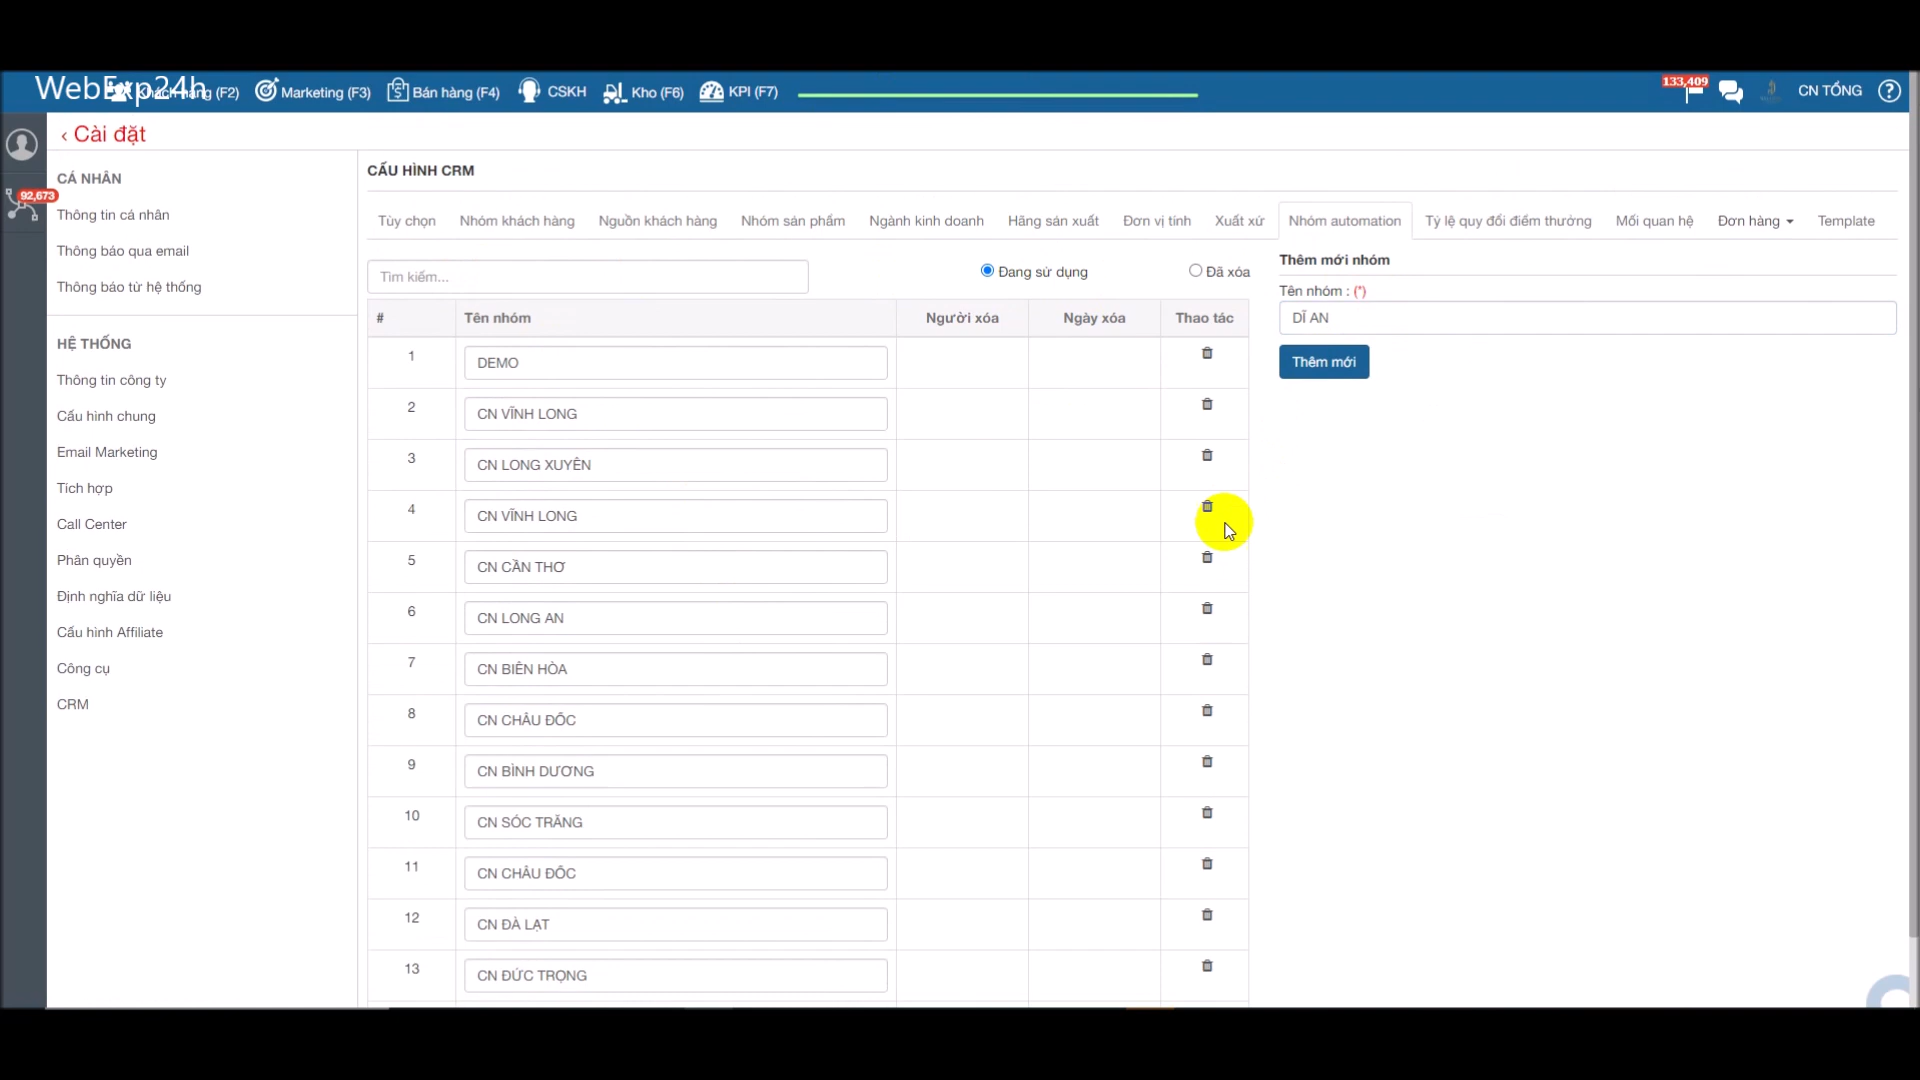 WebExp24h
Khách hàng (F2) Marketing (F3) Bán hàng (F4) CSKH Kho (F6) KPI (F7) 133,409 CN TỔNG ?
‹ Cài đặt
92,673
CÁ NHÂN
Thông tin cá nhân
Thông báo qua email
Thông báo từ hệ thống
HỆ THỐNG
Thông tin công ty
Cấu hình chung
Email Marketing
Tích hợp
Call Center
Phân quyền
Định nghĩa dữ liệu
Cấu hình Affiliate
Công cụ
CRM
CẤU HÌNH CRM
Tùy chọn Nhóm khách hàng Nguồn khách hàng Nhóm sản phẩm Ngành kinh doanh Hãng sản xuất Đơn vị tính Xuất xứ Nhóm automation Tỷ lệ quy đổi điểm thưởng Mối quan hệ Đơn hàng Template
Tìm kiếm... Đang sử dụng Đã xóa
# Tên nhóm Người xóa Ngày xóa Thao tác
1 DEMO
2 CN VĨNH LONG
3 CN LONG XUYÊN
4 CN VĨNH LONG
5 CN CẦN THƠ
6 CN LONG AN
7 CN BIÊN HÒA
8 CN CHÂU ĐỐC
9 CN BÌNH DƯƠNG
10 CN SÓC TRĂNG
11 CN CHÂU ĐỐC
12 CN ĐÀ LẠT
13 CN ĐỨC TRỌNG
Thêm mới nhóm
Tên nhóm : (*)
DĨ AN
Thêm mới